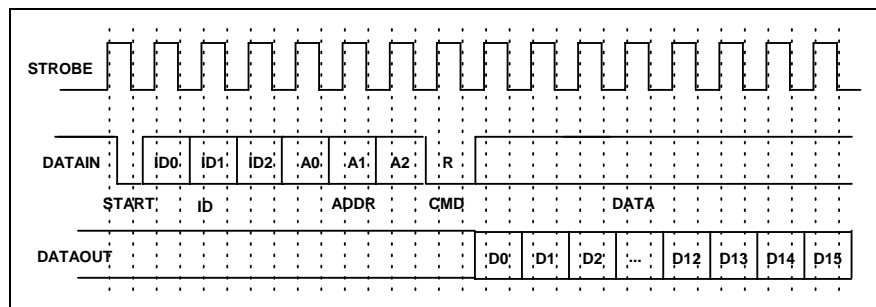 STROBE
DATAIN ID0 ID1 ID2 A0 A1 A2 R
START ID ADDR CMD DATA
DATAOUT D0 D1 D2 ... D12 D13 D14 D15